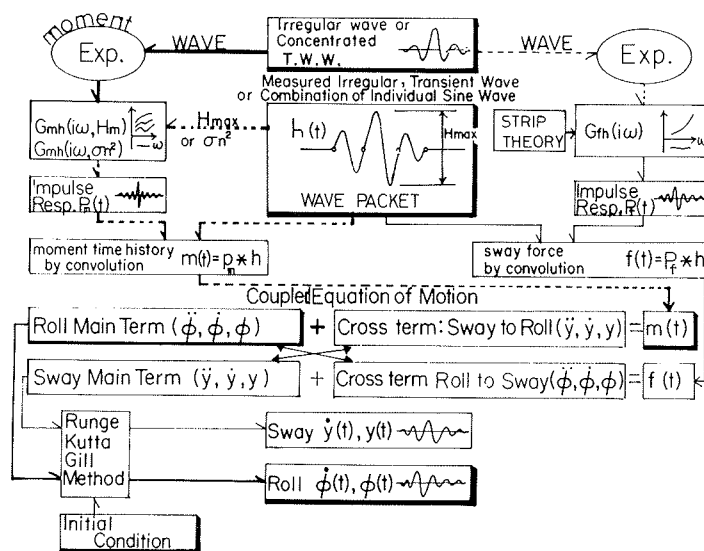 moment
Exp.
WAVE
Irregular wave or
Concentrated
T.W.W.
WAVE
Exp.
Measured Irregular, Transient Wave
or Combination of Individual Sine Wave
Gmh(iω,Hm)
Gmh(iω,σn²)
ω
Hmax
or σn²
h(t)
Hmax
WAVE PACKET
STRIP
THEORY
Gfh(iω)
ω
Impulse
Resp. Pm(t)
Impulse
Resp. Pf(t)
moment time history
by convolution m(t)=pm*h
sway force
by convolution f(t)=Pf*h
Couplet Equation of Motion
Roll Main Term (φ̈,φ̇,φ) + Cross term: Sway to Roll(ÿ,ẏ,y)=m(t)
Sway Main Term (ÿ,ẏ,y) + Cross term Roll to Sway(φ̈,φ̇,φ)=f(t)
Runge
Kutta
Gill
Method
Sway ẏ(t),y(t)
Roll φ̇(t),φ(t)
Initial
Condition